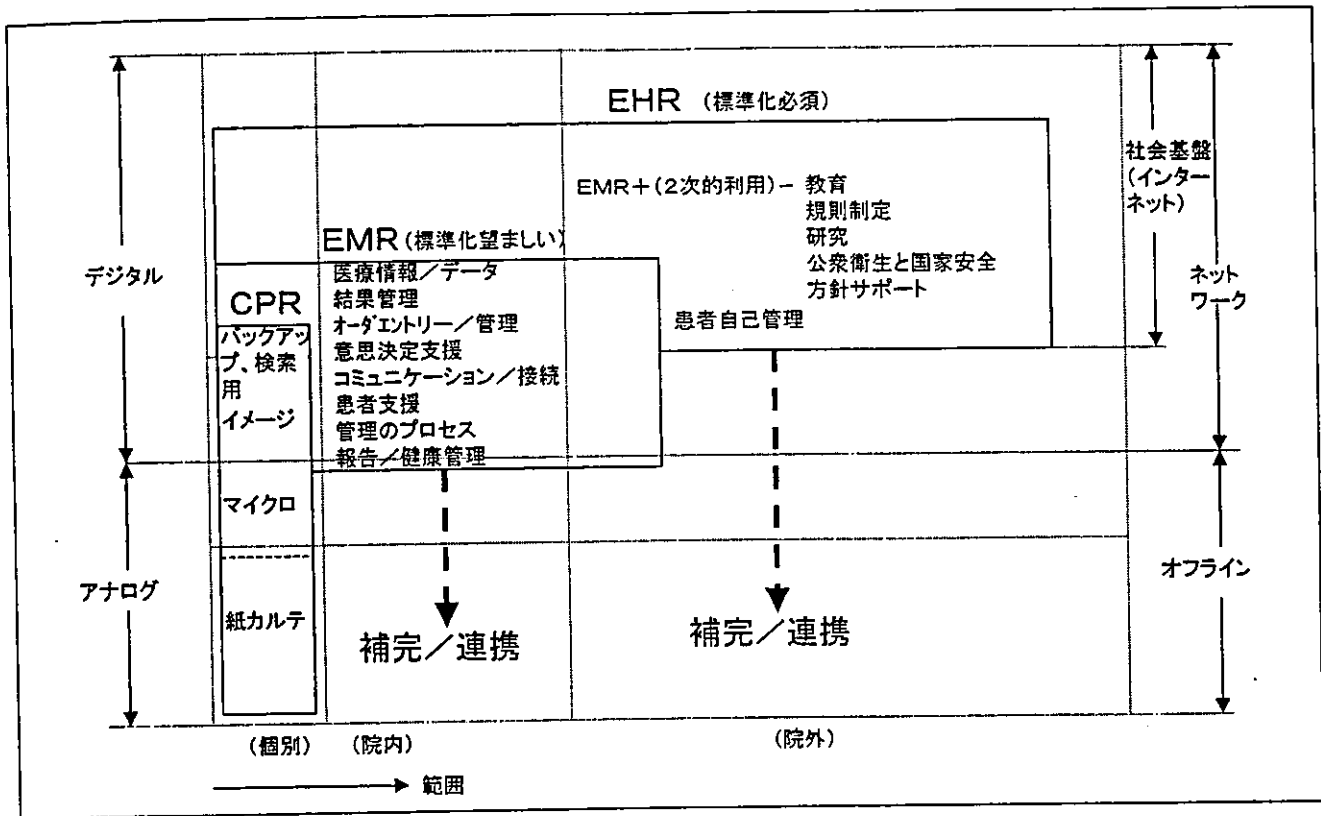 EHR (標準化必須)
社会基盤
(インター
ネット)
EMR+(2次的利用)- 教育
規則制定
研究
公衆衛生と国家安全
方針サポート
患者自己管理
EMR(標準化望ましい)
医療情報/データ
結果管理
オーダエントリー/管理
意思決定支援
コミュニケーション/接続
患者支援
管理のプロセス
報告/健康管理
デジタル
ネット
ワーク
CPR
バックアッ
プ、検索
用
イメージ
マイクロ
紙カルテ
アナログ
オフライン
補完/連携
補完/連携
(個別)
(院内)
(院外)
範囲